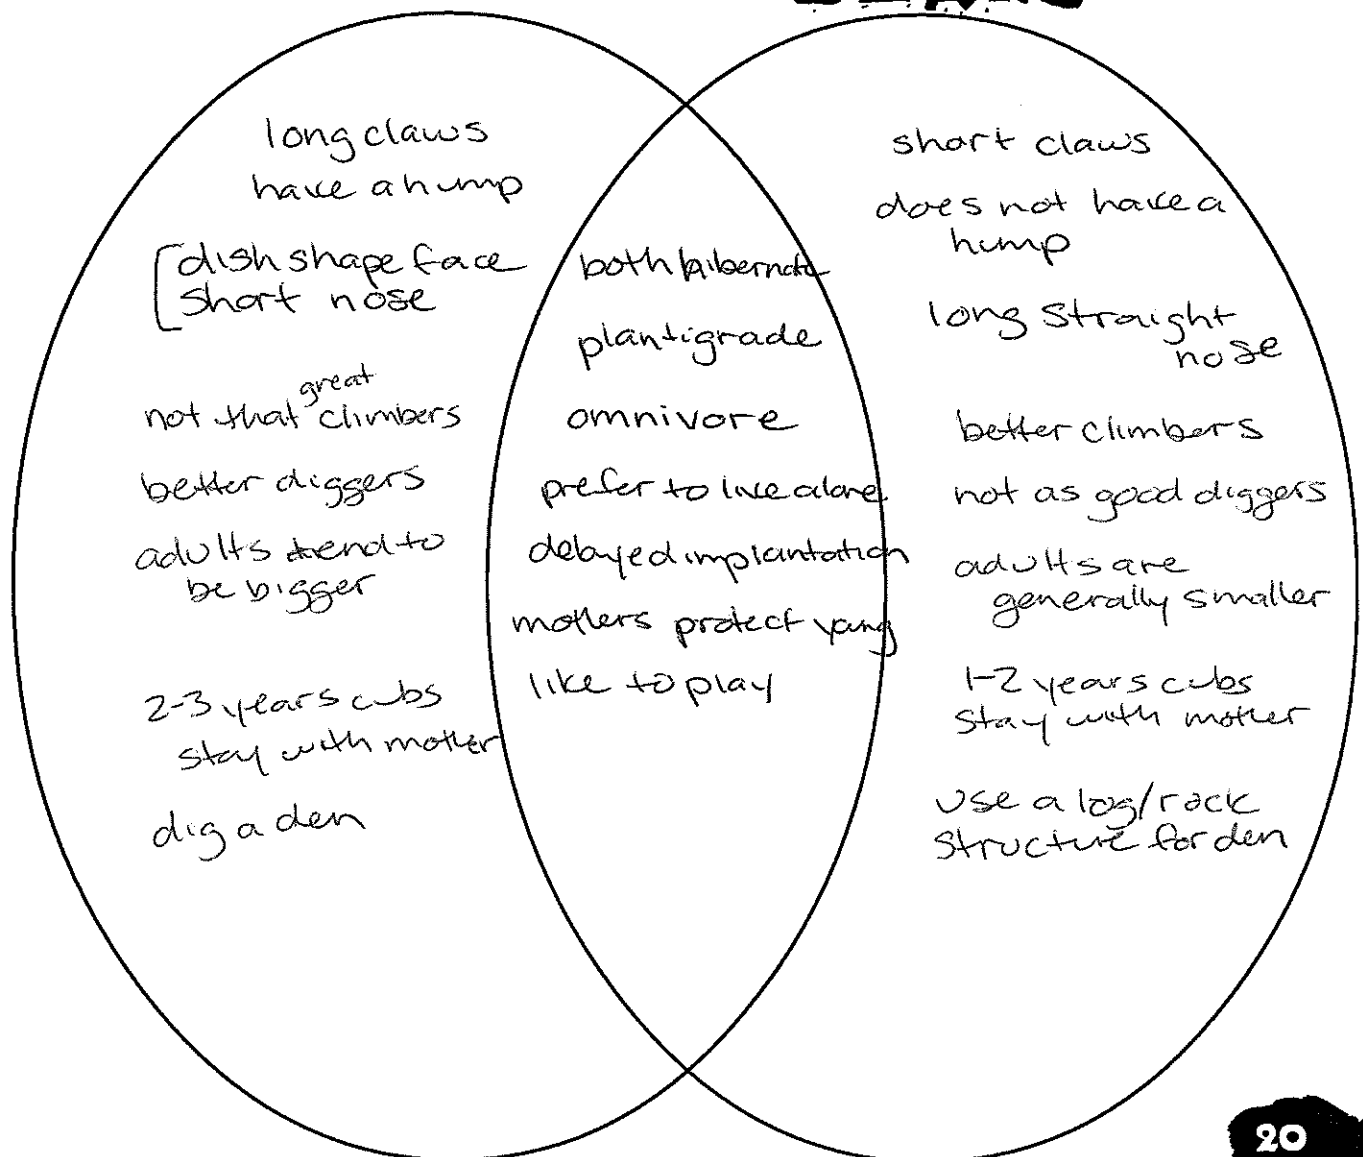 long claws
have a hump
dish shape face
short nose
not that great climbers
better diggers
adults tend to
be bigger
2-3 years cubs
stay with mother
dig a den
both hibernate
plantigrade
omnivore
prefer to live alone
delayed implantation
mothers protect young
like to play
short claws
does not have a
hump
long straight
nose
better climbers
not as good diggers
adults are
generally smaller
1-2 years cubs
stay with mother
use a log/rock
structure for den
20